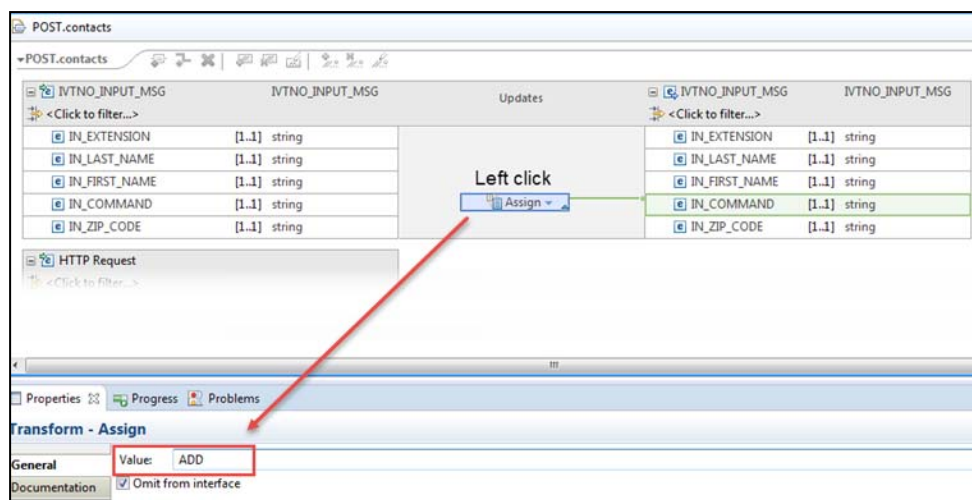 POST.contacts
POST.contacts
IVTNO_INPUT_MSG IVTNO_INPUT_MSG Updates IVTNO_INPUT_MSG IVTNO_INPUT_MSG
<Click to filter...> <Click to filter...>
IN_EXTENSION [1..1] string IN_EXTENSION [1..1] string
IN_LAST_NAME [1..1] string IN_LAST_NAME [1..1] string
IN_FIRST_NAME [1..1] string Left click IN_FIRST_NAME [1..1] string
IN_COMMAND [1..1] string Assign IN_COMMAND [1..1] string
IN_ZIP_CODE [1..1] string IN_ZIP_CODE [1..1] string
HTTP Request
<Click to filter...>
Properties Progress Problems
Transform - Assign
General Value: ADD
Documentation Omit from interface